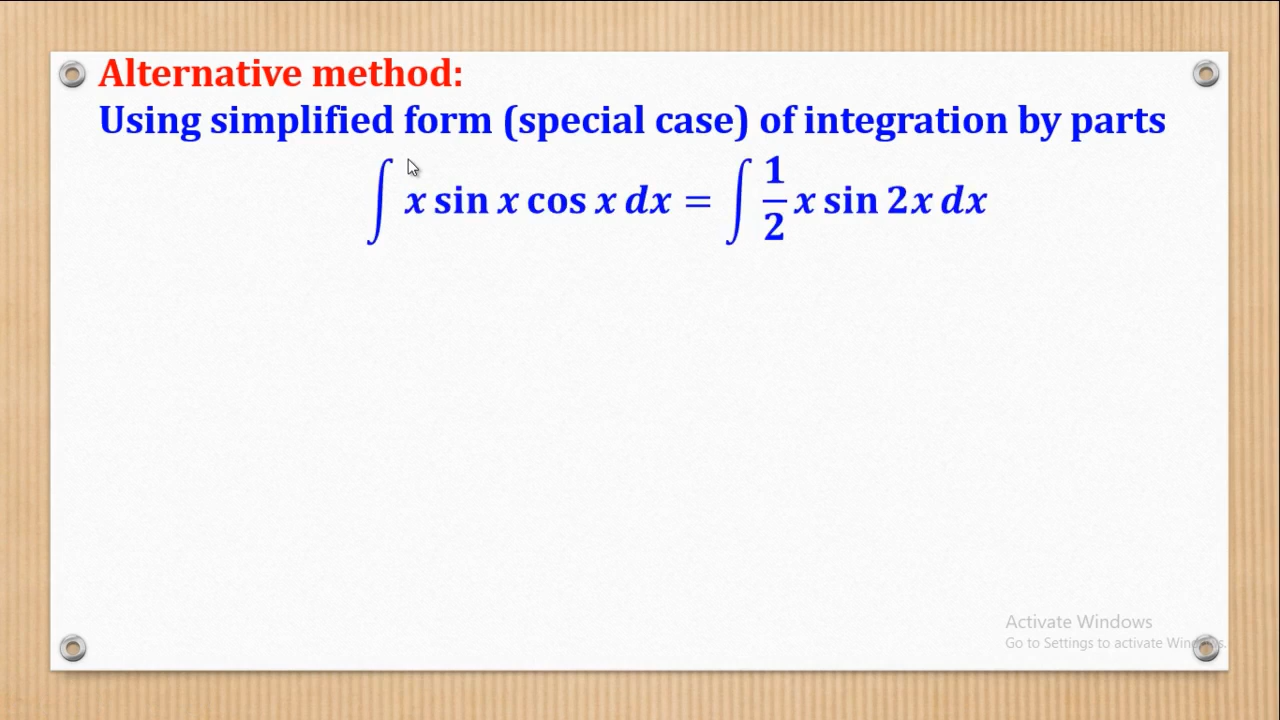 Alternative method:
Using simplified form (special case) of integration by parts
∫ x sin x cos x dx = ∫ 1/2 x sin 2x dx
Activate Windows
Go to Settings to activate Windows.